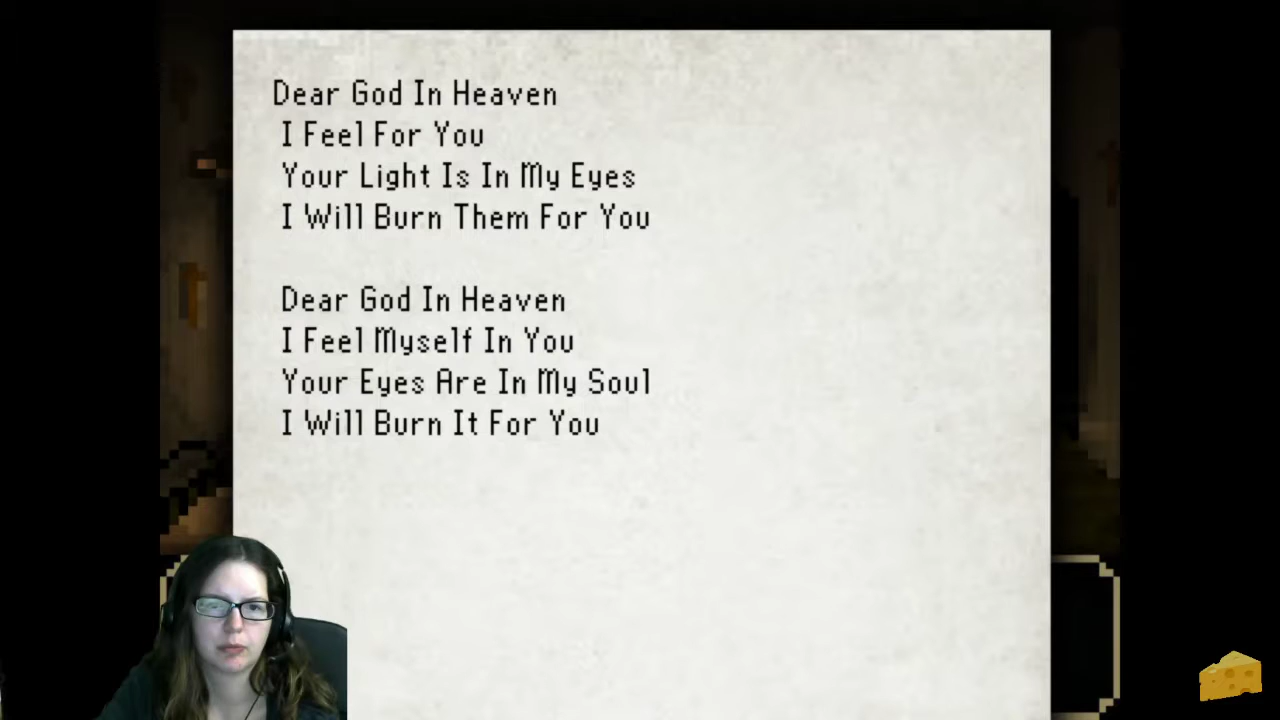 Dear God In Heaven
I Feel For You
Your Light Is In My Eyes
I Will Burn Them For You
Dear God In Heaven
I Feel Myself In You
Your Eyes Are In My Soul
I Will Burn It For You